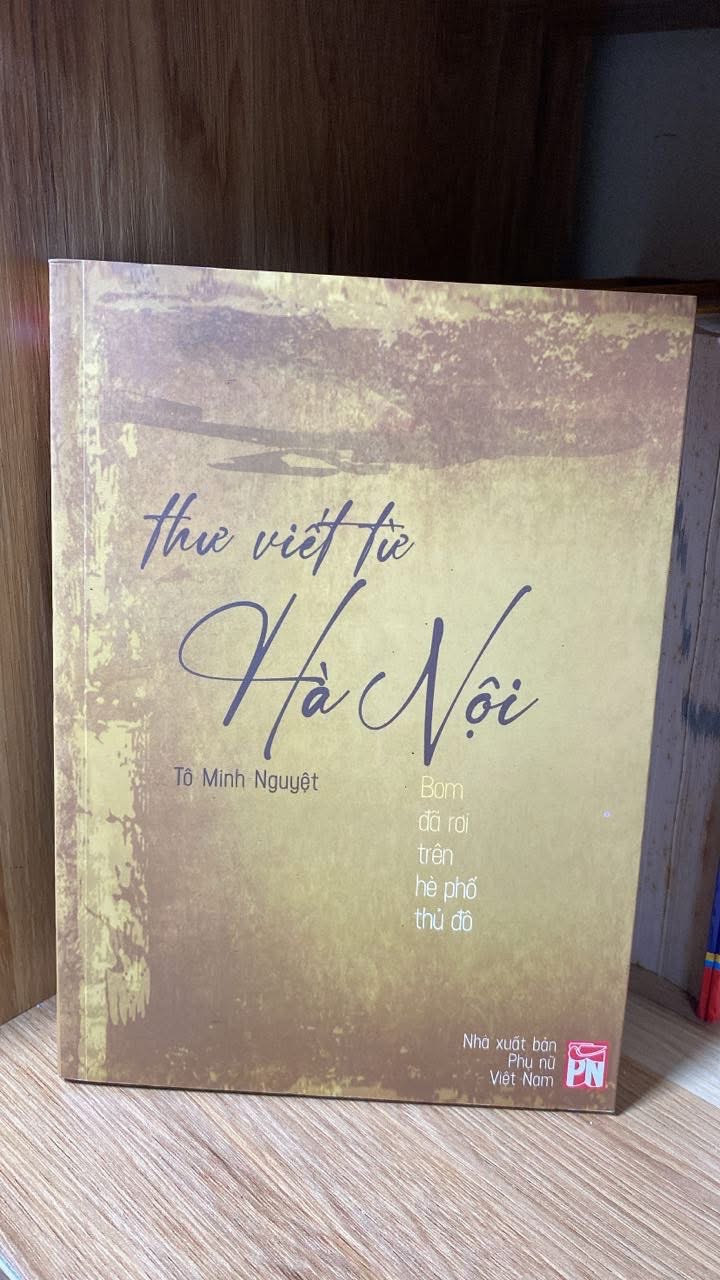 thư viết từ
Hà Nội
Tô Minh Nguyệt
Bom
đã rơi
trên
hè phố
thủ đô
Nhà xuất bản
Phụ nữ
Việt Nam
PN